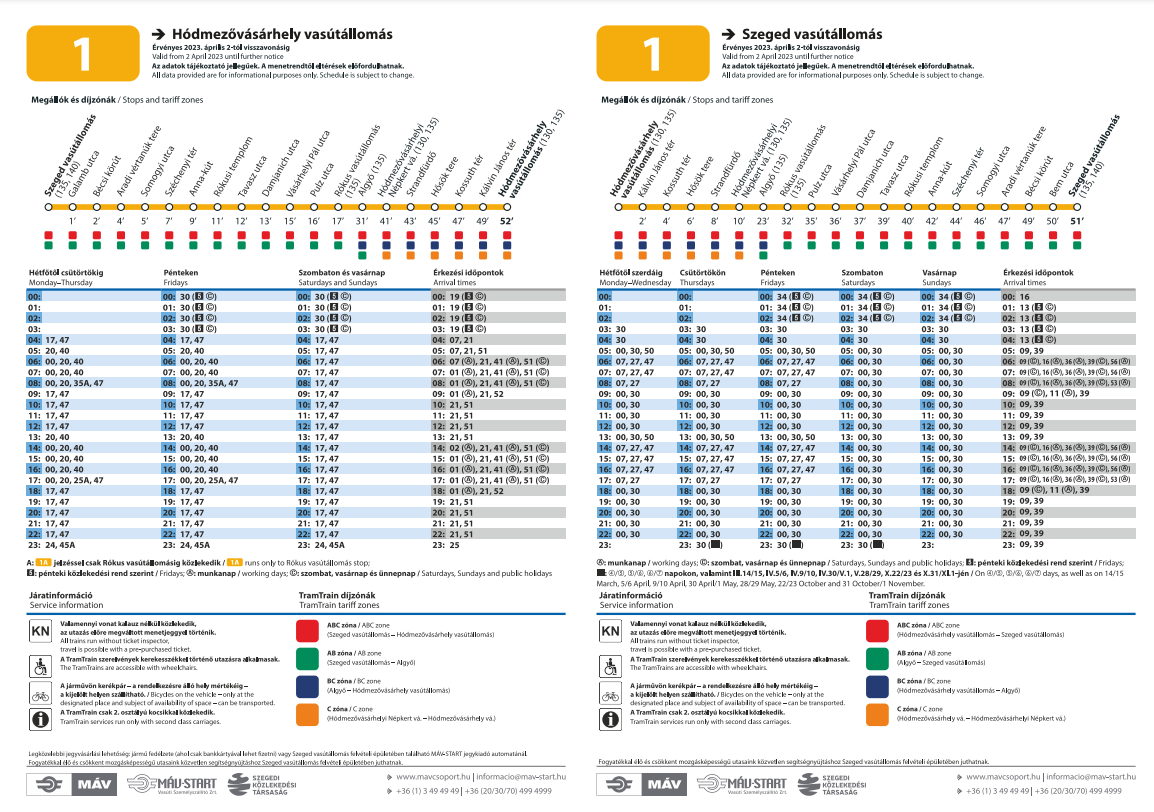 1
→ Hódmezővásárhely vasútállomás
Érvényes 2023. április 2-tól visszavonásig
Valid from 2 April 2023 until further notice
Az adatok tájékoztató jellegűek. A menetrendtől eltérések előfordulhatnak.
All data provided are for informational purposes only. Schedule is subject to change.
Megállók és díjzónák / Stops and tariff zones
Szeged vasútállomás (135, 140)
Galamb utca
Bécsi körút
Aradi vértanúk tere
Somogyi utca
Széchenyi tér
Anna-kút
Rókusi templom
Tavasz utca
Damjanich utca
Vásárhelyi Pál utca
Pulz utca
Rókus vasútállomás (135)
Algyő (135)
Hódmezővásárhelyi Népkert vá. (130, 135)
Strandfürdő
Hősök tere
Kossuth tér
Kálvin János tér
Hódmezővásárhely vasútállomás (130, 135)
1’ 2’ 4’ 5’ 7’ 9’ 11’ 12’ 13’ 15’ 16’ 17’ 31’ 41’ 43’ 45’ 47’ 49’ 52’
Hétfőtől csütörtökig Pénteken Szombaton és vasárnap Érkezési időpontok
Monday–Thursday Fridays Saturdays and Sundays Arrival times
00: 00: 30 (5 Ⓒ) 00: 30 (5 Ⓒ) 00: 19 (5 Ⓒ)
01: 01: 30 (5 Ⓒ) 01: 30 (5 Ⓒ) 01: 19 (5 Ⓒ)
02: 02: 30 (5 Ⓒ) 02: 30 (5 Ⓒ) 02: 19 (5 Ⓒ)
03: 03: 30 (5 Ⓒ) 03: 30 (5 Ⓒ) 03: 19 (5 Ⓒ)
04: 17, 47 04: 17, 47 04: 17, 47 04: 07, 21
05: 20, 40 05: 20, 40 05: 17, 47 05: 07, 21, 51
06: 00, 20, 40 06: 00, 20, 40 06: 17, 47 06: 07 (Ⓐ), 21, 41 (Ⓐ), 51 (Ⓒ)
07: 00, 20, 40 07: 00, 20, 40 07: 17, 47 07: 01 (Ⓐ), 21, 41 (Ⓐ), 51 (Ⓒ)
08: 00, 20, 35A, 47 08: 00, 20, 35A, 47 08: 17, 47 08: 01 (Ⓐ), 21, 41 (Ⓐ), 51 (Ⓒ)
09: 17, 47 09: 17, 47 09: 17, 47 09: 01 (Ⓐ), 21, 52
10: 17, 47 10: 17, 47 10: 17, 47 10: 21, 51
11: 17, 47 11: 17, 47 11: 17, 47 11: 21, 51
12: 17, 47 12: 17, 47 12: 17, 47 12: 21, 51
13: 20, 40 13: 20, 40 13: 17, 47 13: 21, 51
14: 00, 20, 40 14: 00, 20, 40 14: 17, 47 14: 02 (Ⓐ), 21, 41 (Ⓐ), 51 (Ⓒ)
15: 00, 20, 40 15: 00, 20, 40 15: 17, 47 15: 01 (Ⓐ), 21, 41 (Ⓐ), 51 (Ⓒ)
16: 00, 20, 40 16: 00, 20, 40 16: 17, 47 16: 01 (Ⓐ), 21, 41 (Ⓐ), 51 (Ⓒ)
17: 00, 20, 25A, 47 17: 00, 20, 25A, 47 17: 17, 47 17: 01 (Ⓐ), 21, 41 (Ⓐ), 51 (Ⓒ)
18: 17, 47 18: 17, 47 18: 17, 47 18: 01 (Ⓐ), 21, 52
19: 17, 47 19: 17, 47 19: 17, 47 19: 21, 51
20: 17, 47 20: 17, 47 20: 17, 47 20: 21, 51
21: 17, 47 21: 17, 47 21: 17, 47 21: 21, 51
22: 17, 47 22: 17, 47 22: 17, 47 22: 21, 51
23: 24, 45A 23: 24, 45A 23: 24, 45A 23: 25
A: 1A jelzéssel csak Rókus vasútállomásig közlekedik / 1A runs only to Rókus vasútállomás stop;
5: pénteki közlekedési rend szerint / Fridays; Ⓐ: munkanap / working days; Ⓒ: szombat, vasárnap és ünnepnap / Saturdays, Sundays and public holidays
Járatinformáció
Service information
KN
Valamennyi vonat kalauz nélkül közlekedik,
az utazás előre megváltott menetjeggyel történik.
All trains run without ticket inspector,
travel is possible with a pre-purchased ticket.
A TramTrain szerelvények kerekesszékkel történő utazásra alkalmasak.
The TramTrains are accessible with wheelchairs.
A járművön kerékpár – a rendelkezésre álló hely mértékéig –
a kijelölt helyen szállítható. / Bicycles on the vehicle – only at the
designated place and subject of availability of space – can be transported.
A TramTrain csak 2. osztályú kocsikkal közlekedik.
TramTrain services run only with second class carriages.
TramTrain díjzónák
TramTrain tariff zones
ABC zóna / ABC zone
(Szeged vasútállomás – Hódmezővásárhely vasútállomás)
AB zóna / AB zone
(Szeged vasútállomás – Algyő)
BC zóna / BC zone
(Algyő – Hódmezővásárhely vasútállomás)
C zóna / C zone
(Hódmezővásárhelyi Népkert vá. – Hódmezővásárhely vá.)
Legközelebbi jegyvásárlási lehetőség: jármű fedélzete (ahol csak bankkártyával lehet fizetni) vagy Szeged vasútállomás felvételi épületében található MÁV-START jegykiadó automatánál.
Fogyatékkal élő és csökkent mozgásképességű utasaink közvetlen segítségnyújtáshoz Szeged vasútállomás felvételi épületében juthatnak.
MÁV
MÁV-START
Vasúti Személyszállító Zrt.
SZEGEDI
KÖZLEKEDÉSI
TÁRSASÁG
www.mavcsoport.hu | informacio@mav-start.hu
+36 (1) 3 49 49 49 | +36 (20/30/70) 499 4999
1
→ Szeged vasútállomás
Érvényes 2023. április 2-tól visszavonásig
Valid from 2 April 2023 until further notice
Az adatok tájékoztató jellegűek. A menetrendtől eltérések előfordulhatnak.
All data provided are for informational purposes only. Schedule is subject to change.
Megállók és díjzónák / Stops and tariff zones
Hódmezővásárhely vasútállomás (130, 135)
Kálvin János tér
Kossuth tér
Hősök tere
Strandfürdő
Hódmezővásárhelyi Népkert vá. (130, 135)
Algyő (135)
Rókus vasútállomás (135)
Pulz utca
Vásárhelyi Pál utca
Damjanich utca
Tavasz utca
Rókusi templom
Anna-kút
Széchenyi tér
Somogyi utca
Aradi vértanúk tere
Bécsi körút
Bem utca
Szeged vasútállomás (135, 140)
2’ 4’ 6’ 8’ 10’ 23’ 32’ 35’ 36’ 37’ 39’ 40’ 42’ 44’ 46’ 47’ 49’ 50’ 51’
Hétfőtől szerdáig Csütörtökön Pénteken Szombaton Vasárnap Érkezési időpontok
Monday–Wednesday Thursdays Fridays Saturdays Sundays Arrival times
00: 00: 00: 34 (5 Ⓒ) 00: 34 (5 Ⓒ) 00: 34 (5 Ⓒ) 00: 16
01: 01: 01: 34 (5 Ⓒ) 01: 34 (5 Ⓒ) 01: 34 (5 Ⓒ) 01: 13 (5 Ⓒ)
02: 02: 02: 34 (5 Ⓒ) 02: 34 (5 Ⓒ) 02: 34 (5 Ⓒ) 02: 13 (5 Ⓒ)
03: 30 03: 30 03: 30 03: 30 03: 30 03: 13 (5 Ⓒ)
04: 30 04: 30 04: 30 04: 30 04: 30 04: 13 (5 Ⓒ)
05: 00, 30, 50 05: 00, 30, 50 05: 00, 30, 50 05: 00, 30 05: 00, 30 05: 09, 39
06: 07, 27, 47 06: 07, 27, 47 06: 07, 27, 47 06: 00, 30 06: 00, 30 06: 09 (Ⓒ), 16 (Ⓐ), 36 (Ⓐ), 39 (Ⓒ), 56 (Ⓐ)
07: 07, 27, 47 07: 07, 27, 47 07: 07, 27, 47 07: 00, 30 07: 00, 30 07: 09 (Ⓒ), 16 (Ⓐ), 36 (Ⓐ), 39 (Ⓒ), 56 (Ⓐ)
08: 07, 27 08: 07, 27 08: 07, 27 08: 00, 30 08: 00, 30 08: 09 (Ⓒ), 16 (Ⓐ), 36 (Ⓐ), 39 (Ⓒ), 53 (Ⓐ)
09: 00, 30 09: 00, 30 09: 00, 30 09: 00, 30 09: 00, 30 09: 09 (Ⓒ), 11 (Ⓐ), 39
10: 00, 30 10: 00, 30 10: 00, 30 10: 00, 30 10: 00, 30 10: 09, 39
11: 00, 30 11: 00, 30 11: 00, 30 11: 00, 30 11: 00, 30 11: 09, 39
12: 00, 30 12: 00, 30 12: 00, 30 12: 00, 30 12: 00, 30 12: 09, 39
13: 00, 30, 50 13: 00, 30, 50 13: 00, 30, 50 13: 00, 30 13: 00, 30 13: 09, 39
14: 07, 27, 47 14: 07, 27, 47 14: 07, 27, 47 14: 00, 30 14: 00, 30 14: 09 (Ⓒ), 16 (Ⓐ), 36 (Ⓐ), 39 (Ⓒ), 56 (Ⓐ)
15: 07, 27, 47 15: 07, 27, 47 15: 07, 27, 47 15: 00, 30 15: 00, 30 15: 09 (Ⓒ), 16 (Ⓐ), 36 (Ⓐ), 39 (Ⓒ), 56 (Ⓐ)
16: 07, 27, 47 16: 07, 27, 47 16: 07, 27, 47 16: 00, 30 16: 00, 30 16: 09 (Ⓒ), 16 (Ⓐ), 36 (Ⓐ), 39 (Ⓒ), 56 (Ⓐ)
17: 07, 27 17: 07, 27 17: 07, 27 17: 00, 30 17: 00, 30 17: 09 (Ⓒ), 16 (Ⓐ), 36 (Ⓐ), 39 (Ⓒ), 53 (Ⓐ)
18: 00, 30 18: 00, 30 18: 00, 30 18: 00, 30 18: 00, 30 18: 09 (Ⓒ), 11 (Ⓐ), 39
19: 00, 30 19: 00, 30 19: 00, 30 19: 00, 30 19: 00, 30 19: 09, 39
20: 00, 30 20: 00, 30 20: 00, 30 20: 00, 30 20: 00, 30 20: 09, 39
21: 00, 30 21: 00, 30 21: 00, 30 21: 00, 30 21: 00, 30 21: 09, 39
22: 00, 30 22: 00, 30 22: 00, 30 22: 00, 30 22: 00, 30 22: 09, 39
23: 23: 30 23: 30 23: 30 23: 23: 09, 39
Ⓐ: munkanap / working days; Ⓒ: szombat, vasárnap és ünnepnap / Saturdays, Sundays and public holidays; 5: pénteki közlekedési rend szerint / Fridays;
④/③, ⑤/⑥, ⑥/⑦ napokon, valamint III.14/15, IV.5/6, IV.9/10, IV.30/V.1, V.28/29, X.22/23 és X.31/XI.1-jén / On ④/③, ⑤/⑥, ⑥/⑦ days, as well as on 14/15
March, 5/6 April, 9/10 April, 30 April/1 May, 28/29 May, 22/23 October and 31 October/1 November.
Járatinformáció
Service information
KN
Valamennyi vonat kalauz nélkül közlekedik,
az utazás előre megváltott menetjeggyel történik.
All trains run without ticket inspector,
travel is possible with a pre-purchased ticket.
A TramTrain szerelvények kerekesszékkel történő utazásra alkalmasak.
The TramTrains are accessible with wheelchairs.
A járművön kerékpár – a rendelkezésre álló hely mértékéig –
a kijelölt helyen szállítható. / Bicycles on the vehicle – only at the
designated place and subject of availability of space – can be transported.
A TramTrain csak 2. osztályú kocsikkal közlekedik.
TramTrain services run only with second class carriages.
TramTrain díjzónák
TramTrain tariff zones
ABC zóna / ABC zone
(Hódmezővásárhely vasútállomás – Szeged vasútállomás)
AB zóna / AB zone
(Algyő – Szeged vasútállomás)
BC zóna / BC zone
(Hódmezővásárhely vasútállomás – Algyő)
C zóna / C zone
(Hódmezővásárhely vá. – Hódmezővásárhelyi Népkert vá.)
Fogyatékkal élő és csökkent mozgásképességű utasaink közvetlen segítségnyújtáshoz Szeged vasútállomás felvételi épületében juthatnak.
MÁV
MÁV-START
Vasúti Személyszállító Zrt.
SZEGEDI
KÖZLEKEDÉSI
TÁRSASÁG
www.mavcsoport.hu | informacio@mav-start.hu
+36 (1) 3 49 49 49 | +36 (20/30/70) 499 4999